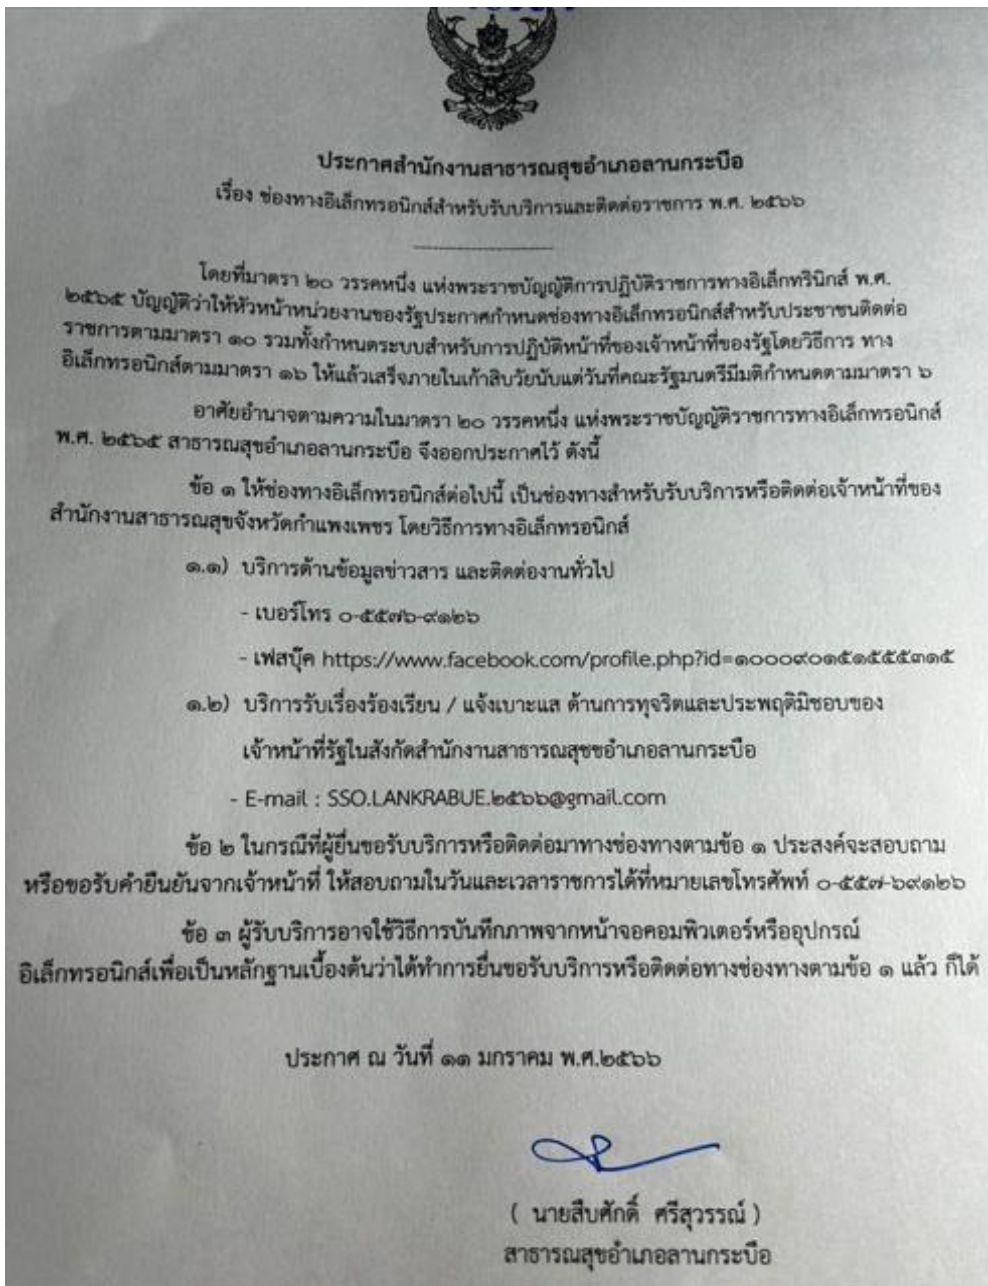 ประกาศสำนักงานสาธารณสุขอำเภอลานกระบือ
เรื่อง ช่องทางอิเล็กทรอนิกส์สำหรับรับบริการและติดต่อราชการ พ.ศ. ๒๕๖๖
โดยที่มาตรา ๒๐ วรรคหนึ่ง แห่งพระราชบัญญัติการปฏิบัติราชการทางอิเล็กทรินิกส์ พ.ศ.
๒๕๖๕ บัญญัติว่าให้หัวหน้าหน่วยงานของรัฐประกาศกำหนดช่องทางอิเล็กทรอนิกส์สำหรับประชาชนติดต่อ
ราชการตามมาตรา ๑๐ รวมทั้งกำหนดระบบสำหรับการปฏิบัติหน้าที่ของเจ้าหน้าที่ของรัฐโดยวิธีการ ทาง
อิเล็กทรอนิกส์ตามมาตรา ๑๖ ให้แล้วเสร็จภายในเก้าสิบวัยนับแต่วันที่คณะรัฐมนตรีมีมติกำหนดตามมาตรา ๖
อาศัยอำนาจตามความในมาตรา ๒๐ วรรคหนึ่ง แห่งพระราชบัญญัติราชการทางอิเล็กทรอนิกส์
พ.ศ. ๒๕๖๕ สาธารณสุขอำเภอลานกระบือ จึงออกประกาศไว้ ดังนี้
ข้อ ๑ ให้ช่องทางอิเล็กทรอนิกส์ต่อไปนี้ เป็นช่องทางสำหรับรับบริการหรือติดต่อเจ้าหน้าที่ของ
สำนักงานสาธารณสุขจังหวัดกำแพงเพชร โดยวิธีการทางอิเล็กทรอนิกส์
๑.๑) บริการด้านข้อมูลข่าวสาร และติดต่องานทั่วไป
- เบอร์โทร ๐-๕๕๗๖-๙๑๒๖
- เฟสบุ๊ค https://www.facebook.com/profile.php?id=๑๐๐๐๙๐๑๕๑๕๕๕๓๑๕
๑.๒) บริการรับเรื่องร้องเรียน / แจ้งเบาะแส ด้านการทุจริตและประพฤติมิชอบของ
เจ้าหน้าที่รัฐในสังกัดสำนักงานสาธารณสุขขอำเภอลานกระบือ
- E-mail : SSO.LANKRABUE.๒๕๖๖@gmail.com
ข้อ ๒ ในกรณีที่ผู้ยื่นขอรับบริการหรือติดต่อมาทางช่องทางตามข้อ ๑ ประสงค์จะสอบถาม
หรือขอรับคำยืนยันจากเจ้าหน้าที่ ให้สอบถามในวันและเวลาราชการได้ที่หมายเลขโทรศัพท์ ๐-๕๕๗-๖๙๑๒๖
ข้อ ๓ ผู้รับบริการอาจใช้วิธีการบันทึกภาพจากหน้าจอคอมพิวเตอร์หรืออุปกรณ์
อิเล็กทรอนิกส์เพื่อเป็นหลักฐานเบื้องต้นว่าได้ทำการยื่นขอรับบริการหรือติดต่อทางช่องทางตามข้อ ๑ แล้ว ก็ได้
ประกาศ ณ วันที่ ๑๑ มกราคม พ.ศ.๒๕๖๖
( นายสืบศักดิ์ ศรีสุวรรณ์ )
สาธารณสุขอำเภอลานกระบือ